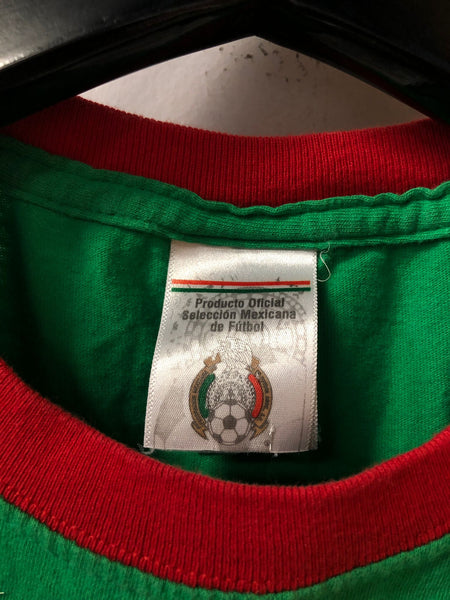 Producto Oficial
Selección Mexicana
de Fútbol